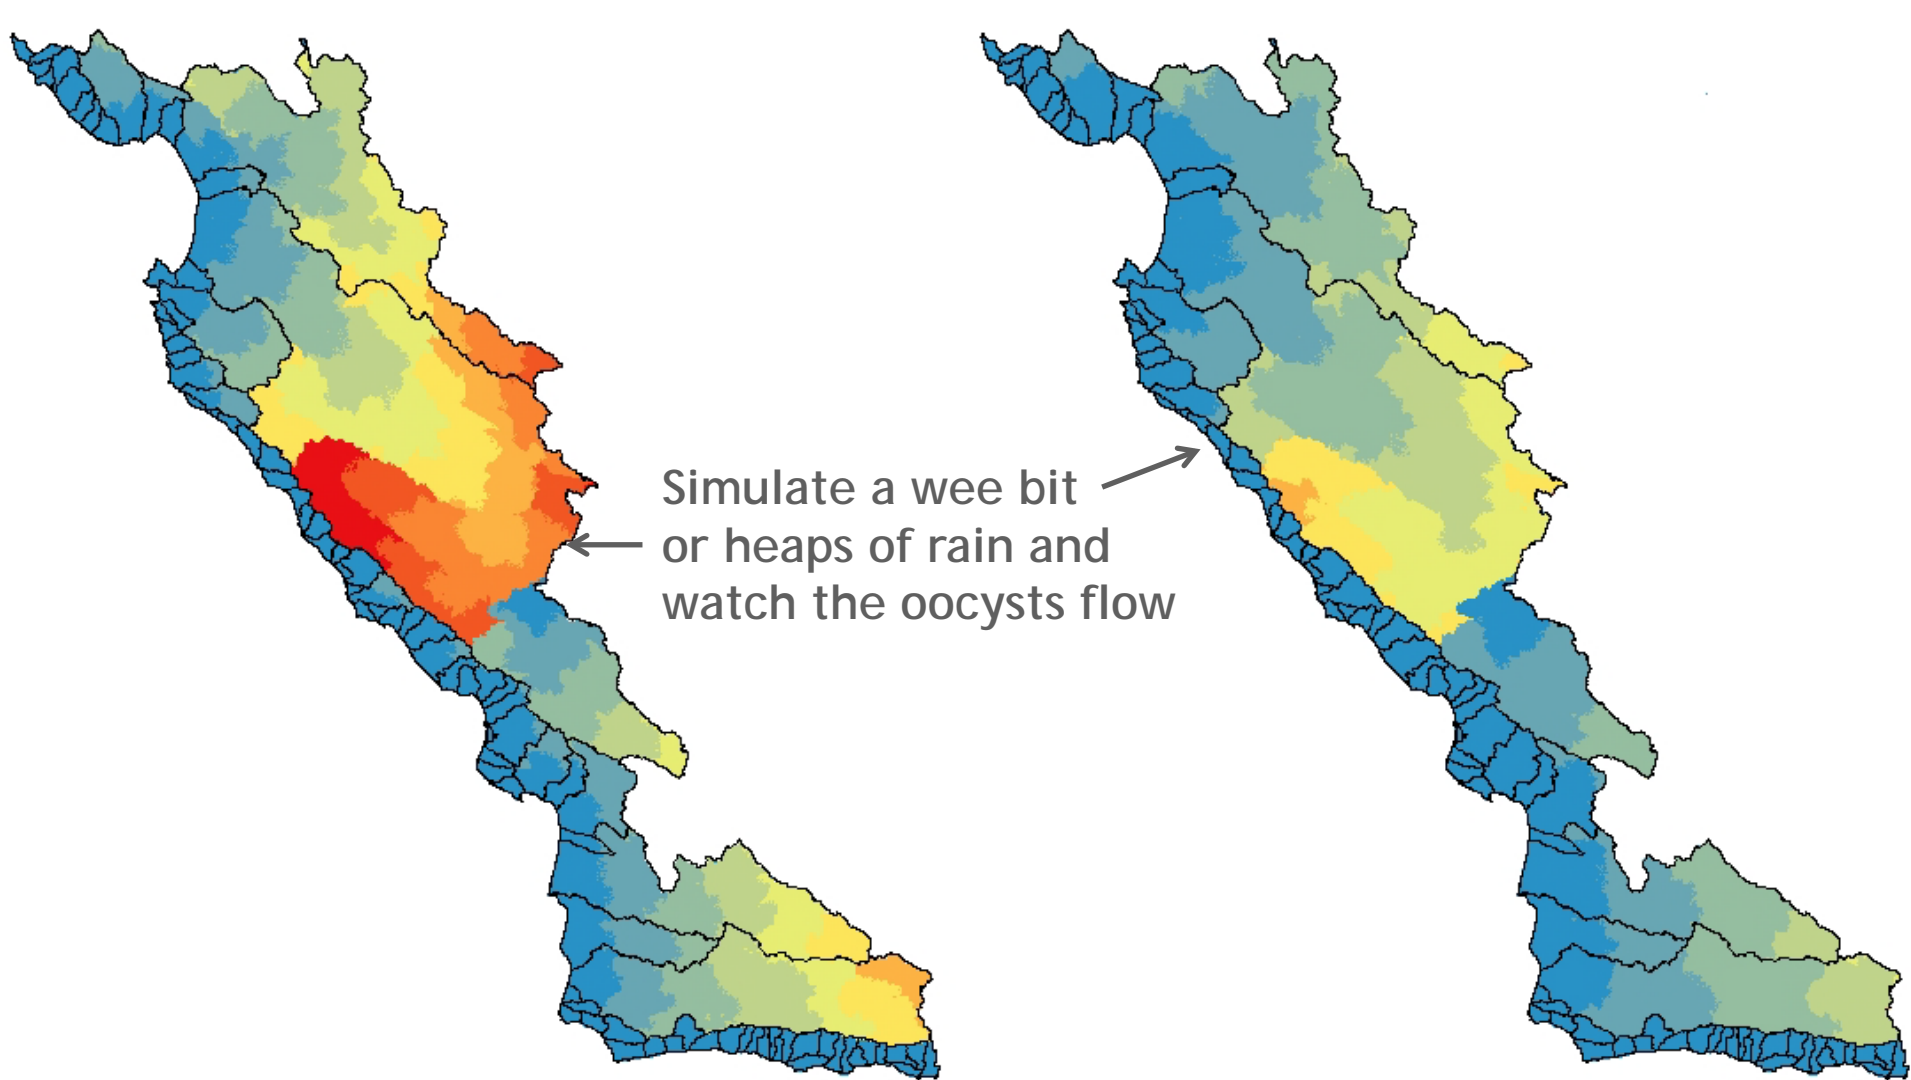 Simulate a wee bit
or heaps of rain and
watch the oocysts flow